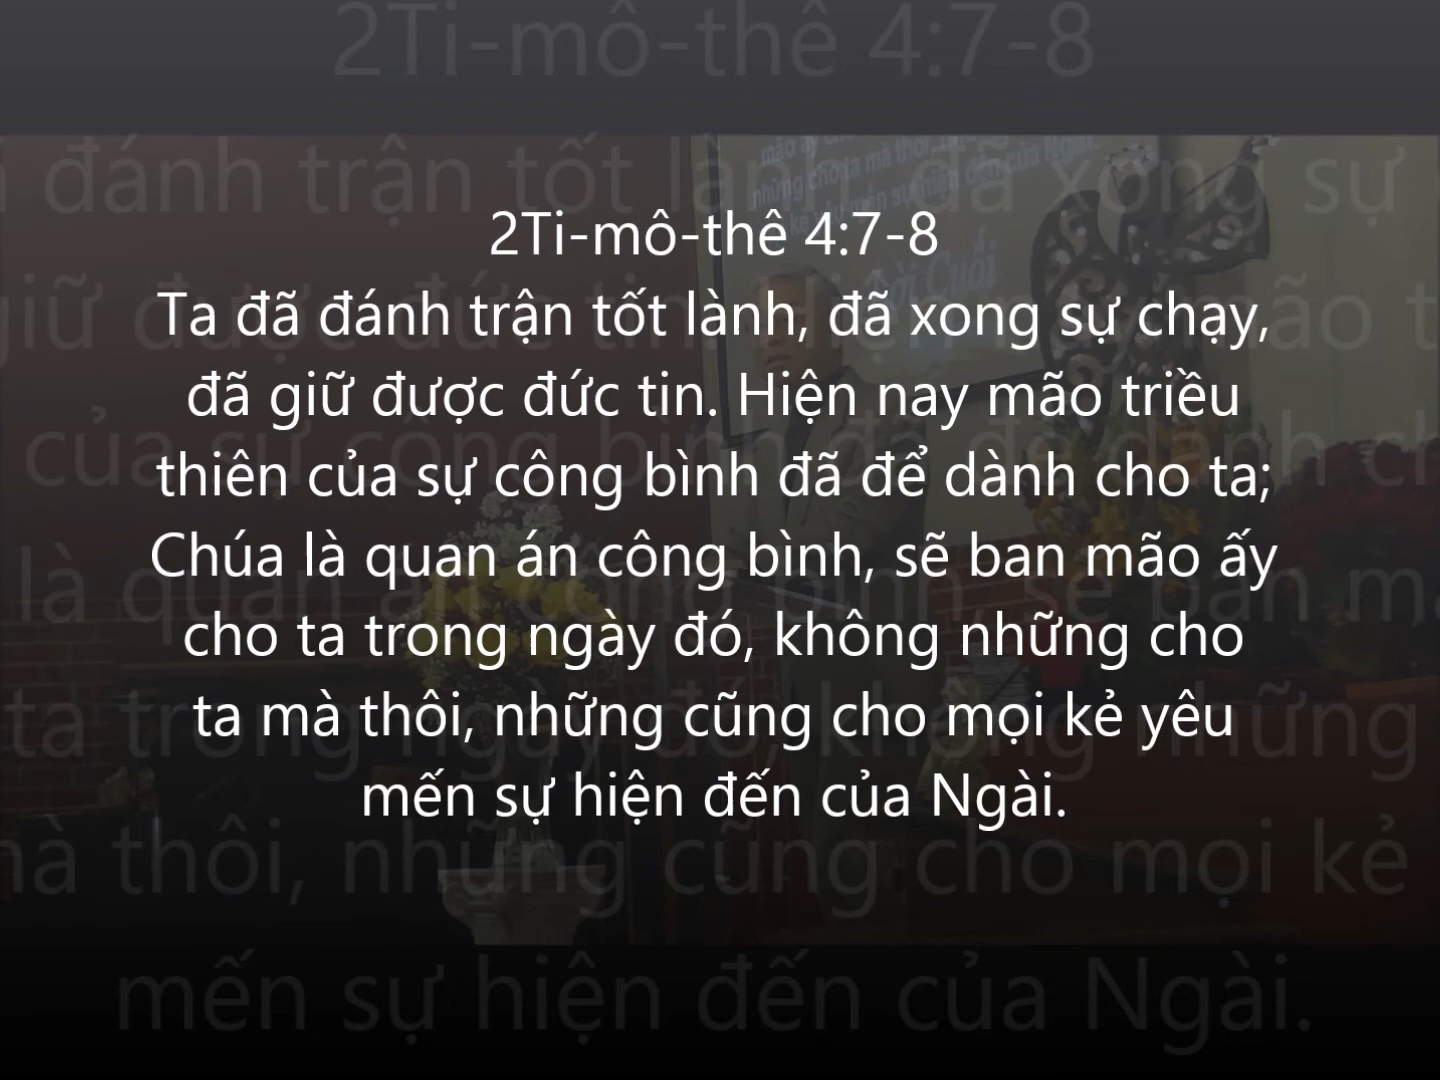 2Ti-mô-thê 4:7-8
Ta đã đánh trận tốt lành, đã xong sự chạy,
đã giữ được đức tin. Hiện nay mão triều
thiên của sự công bình đã để dành cho ta;
Chúa là quan án công bình, sẽ ban mão ấy
cho ta trong ngày đó, không những cho
ta mà thôi, những cũng cho mọi kẻ yêu
mến sự hiện đến của Ngài.